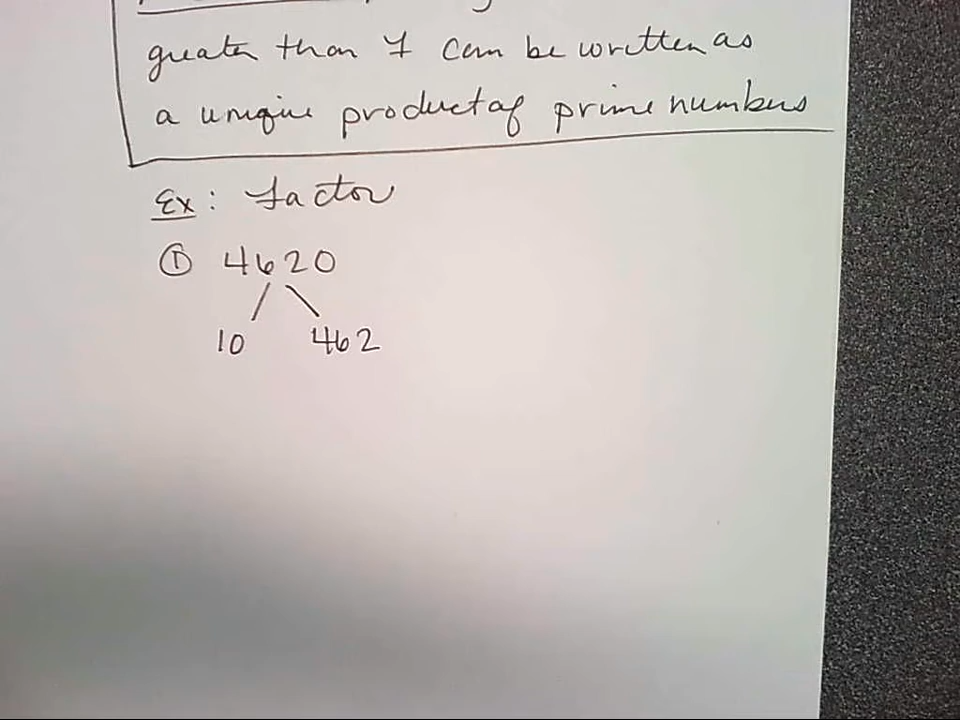 greater than 1 can be written as
a unique product of prime numbers
Ex: Factor
① 4620
10 462